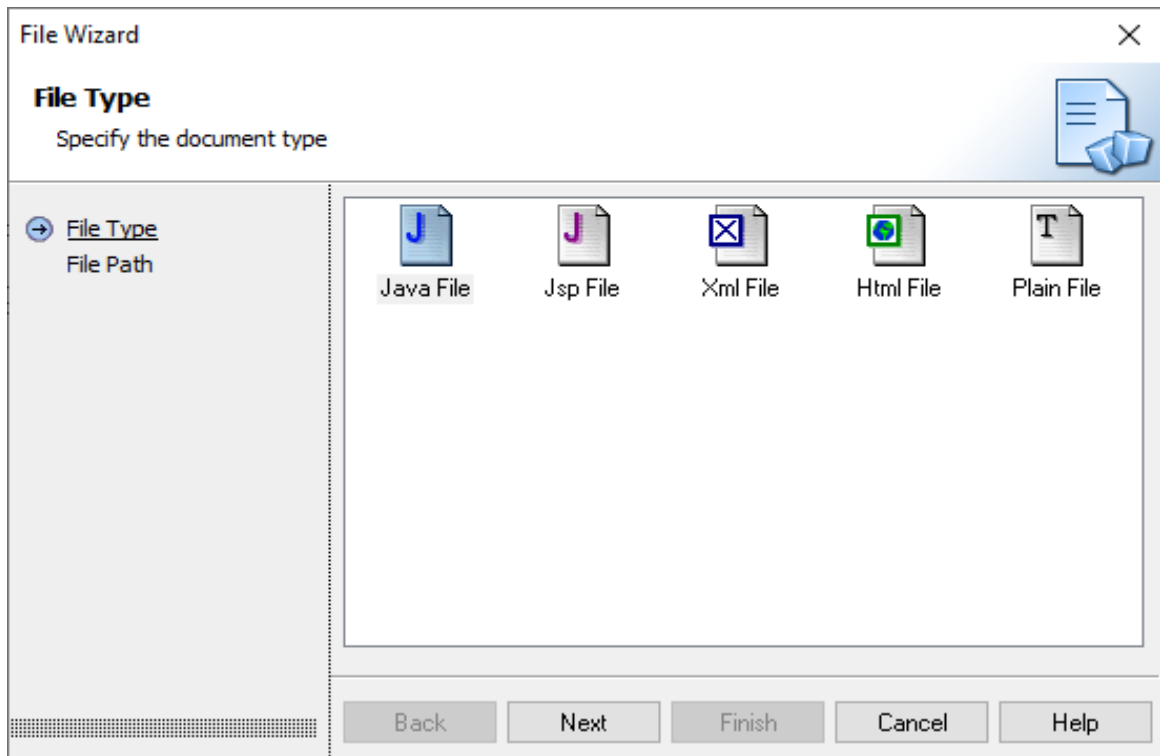 File Wizard
File Type
Specify the document type
File Type
File Path
J
J
T
Java File
Jsp File
Xml File
Html File
Plain File
Back
Next
Finish
Cancel
Help